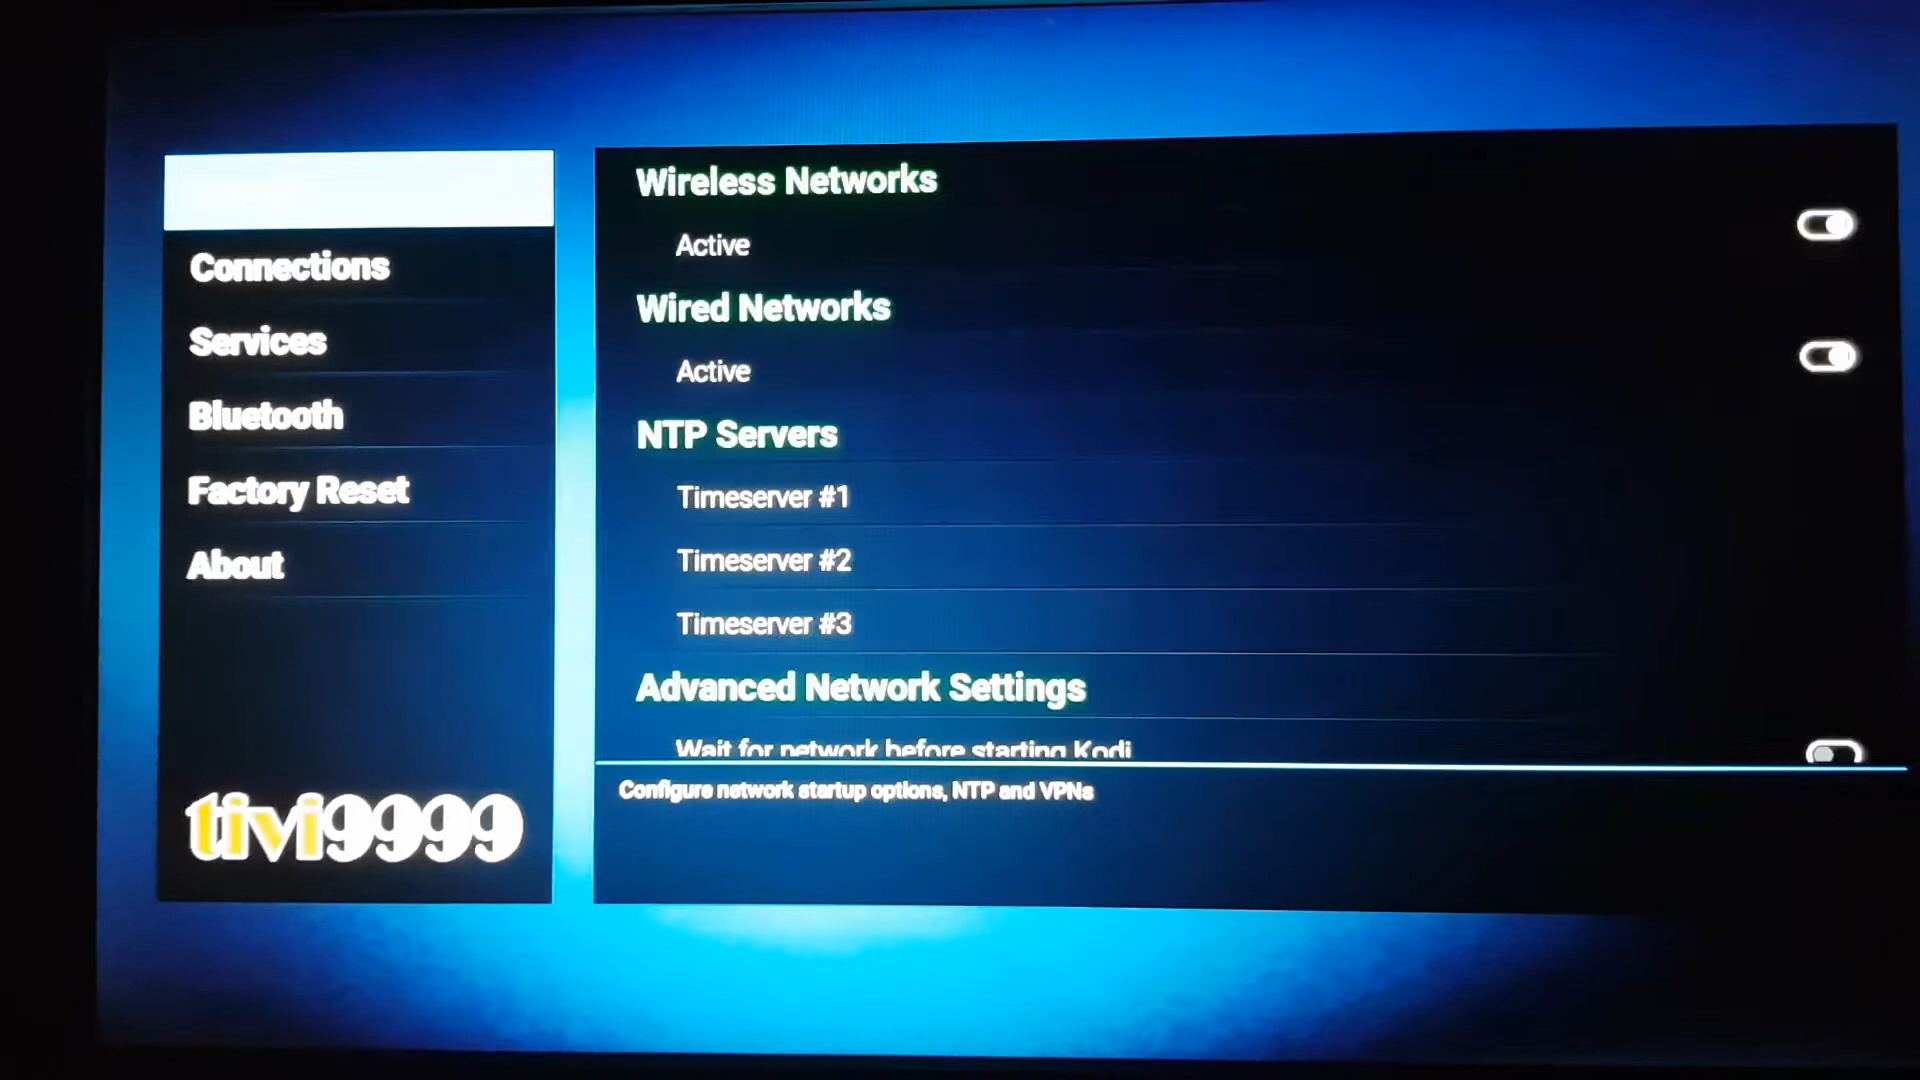 Connections
Services
Bluetooth
Factory Reset
About
tivi9999
Wireless Networks
Active
Wired Networks
Active
NTP Servers
Timeserver #1
Timeserver #2
Timeserver #3
Advanced Network Settings
Wait for network before starting Kodi
Configure network startup options, NTP and VPNs